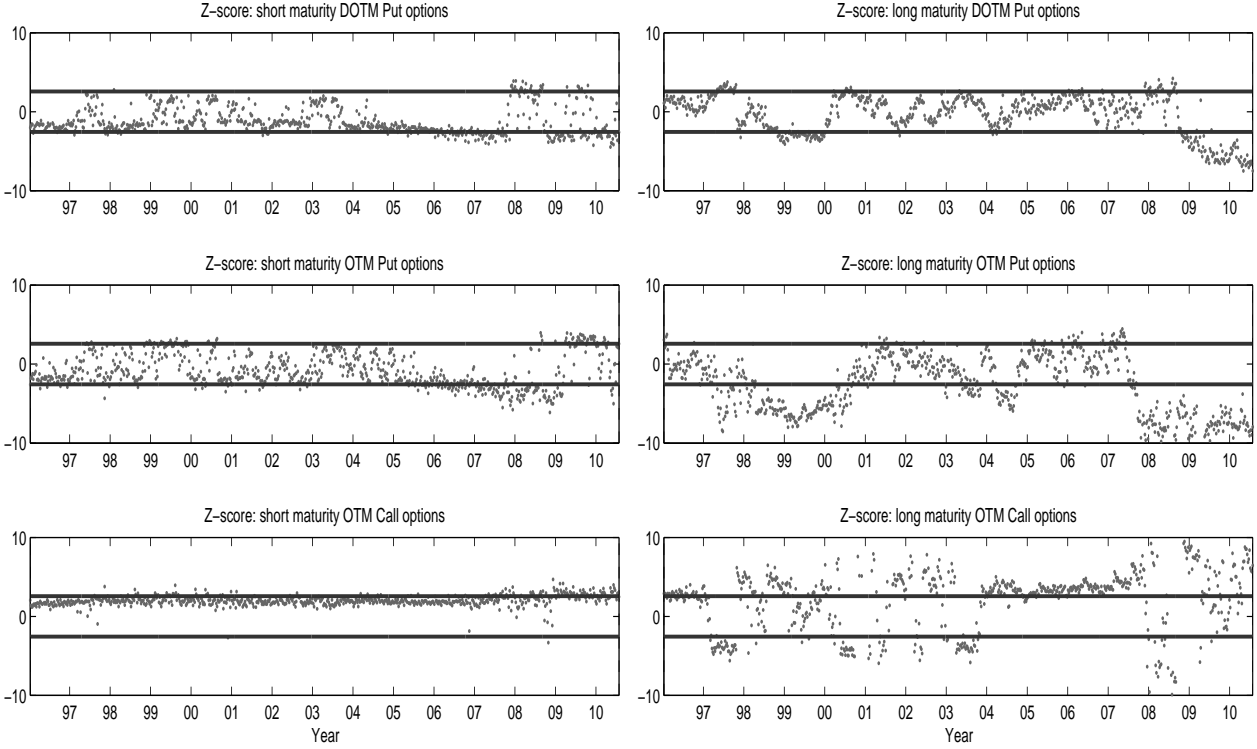 Z−score: short maturity DOTM Put options
10
0
−10
97 98 99 00 01 02 03 04 05 06 07 08 09 10
Z−score: long maturity DOTM Put options
10
0
−10
97 98 99 00 01 02 03 04 05 06 07 08 09 10
Z−score: short maturity OTM Put options
10
0
−10
97 98 99 00 01 02 03 04 05 06 07 08 09 10
Z−score: long maturity OTM Put options
10
0
−10
97 98 99 00 01 02 03 04 05 06 07 08 09 10
Z−score: short maturity OTM Call options
10
0
−10
97 98 99 00 01 02 03 04 05 06 07 08 09 10
Year
Z−score: long maturity OTM Call options
10
0
−10
97 98 99 00 01 02 03 04 05 06 07 08 09 10
Year